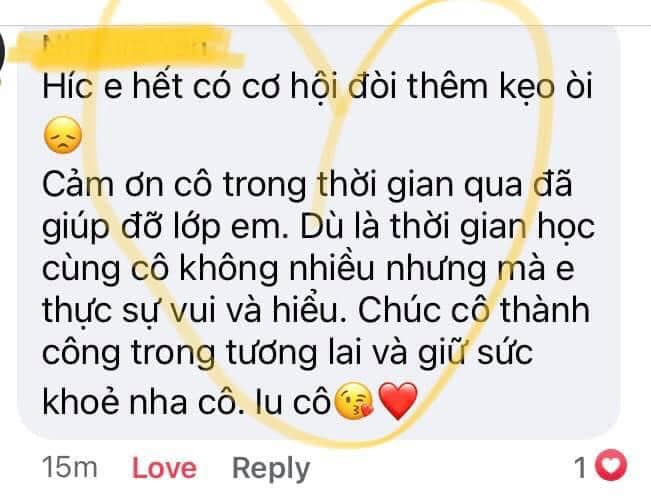 Híc e hết có cơ hội đòi thêm kẹo òi
😞
Cảm ơn cô trong thời gian qua đã
giúp đỡ lớp em. Dù là thời gian học
cùng cô không nhiều nhưng mà e
thực sự vui và hiểu. Chúc cô thành
công trong tương lai và giữ sức
khoẻ nha cô. Iu cô😘❤️
15m Love Reply 1